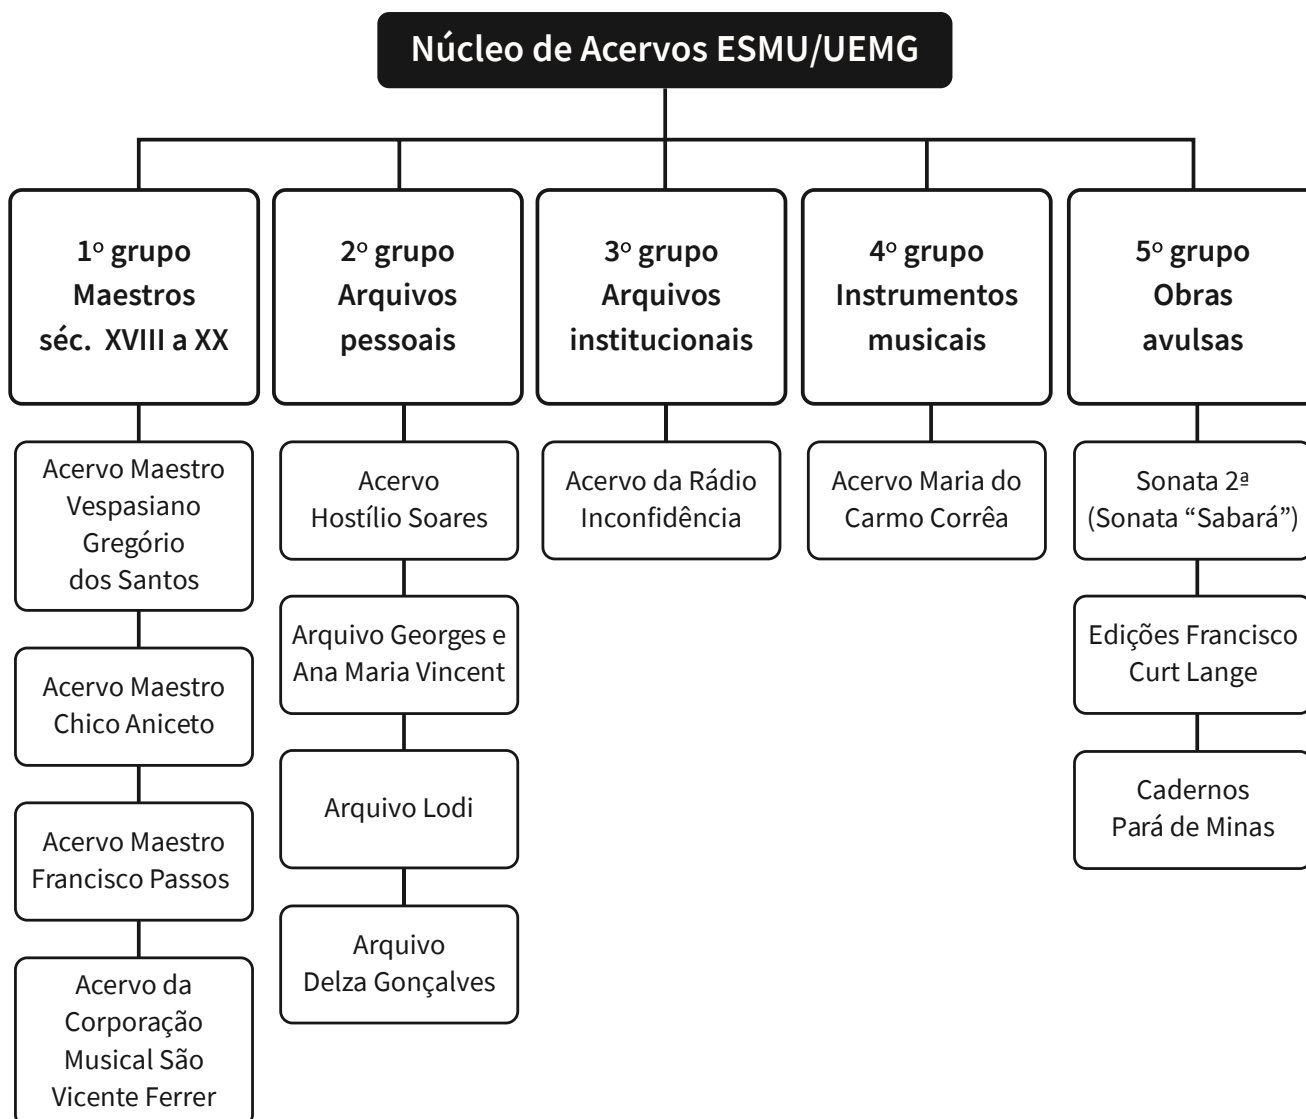 Núcleo de Acervos ESMU/UEMG
1º grupo
Maestros
séc. XVIII a XX
Acervo Maestro
Vespasiano
Gregório
dos Santos
Acervo Maestro
Chico Aniceto
Acervo Maestro
Francisco Passos
Acervo da
Corporação
Musical São
Vicente Ferrer
2º grupo
Arquivos
pessoais
Acervo
Hostílio Soares
Arquivo Georges e
Ana Maria Vincent
Arquivo Lodi
Arquivo
Delza Gonçalves
3º grupo
Arquivos
institucionais
Acervo da Rádio
Inconfidência
4º grupo
Instrumentos
musicais
Acervo Maria do
Carmo Corrêa
5º grupo
Obras
avulsas
Sonata 2ª
(Sonata “Sabará”)
Edições Francisco
Curt Lange
Cadernos
Pará de Minas